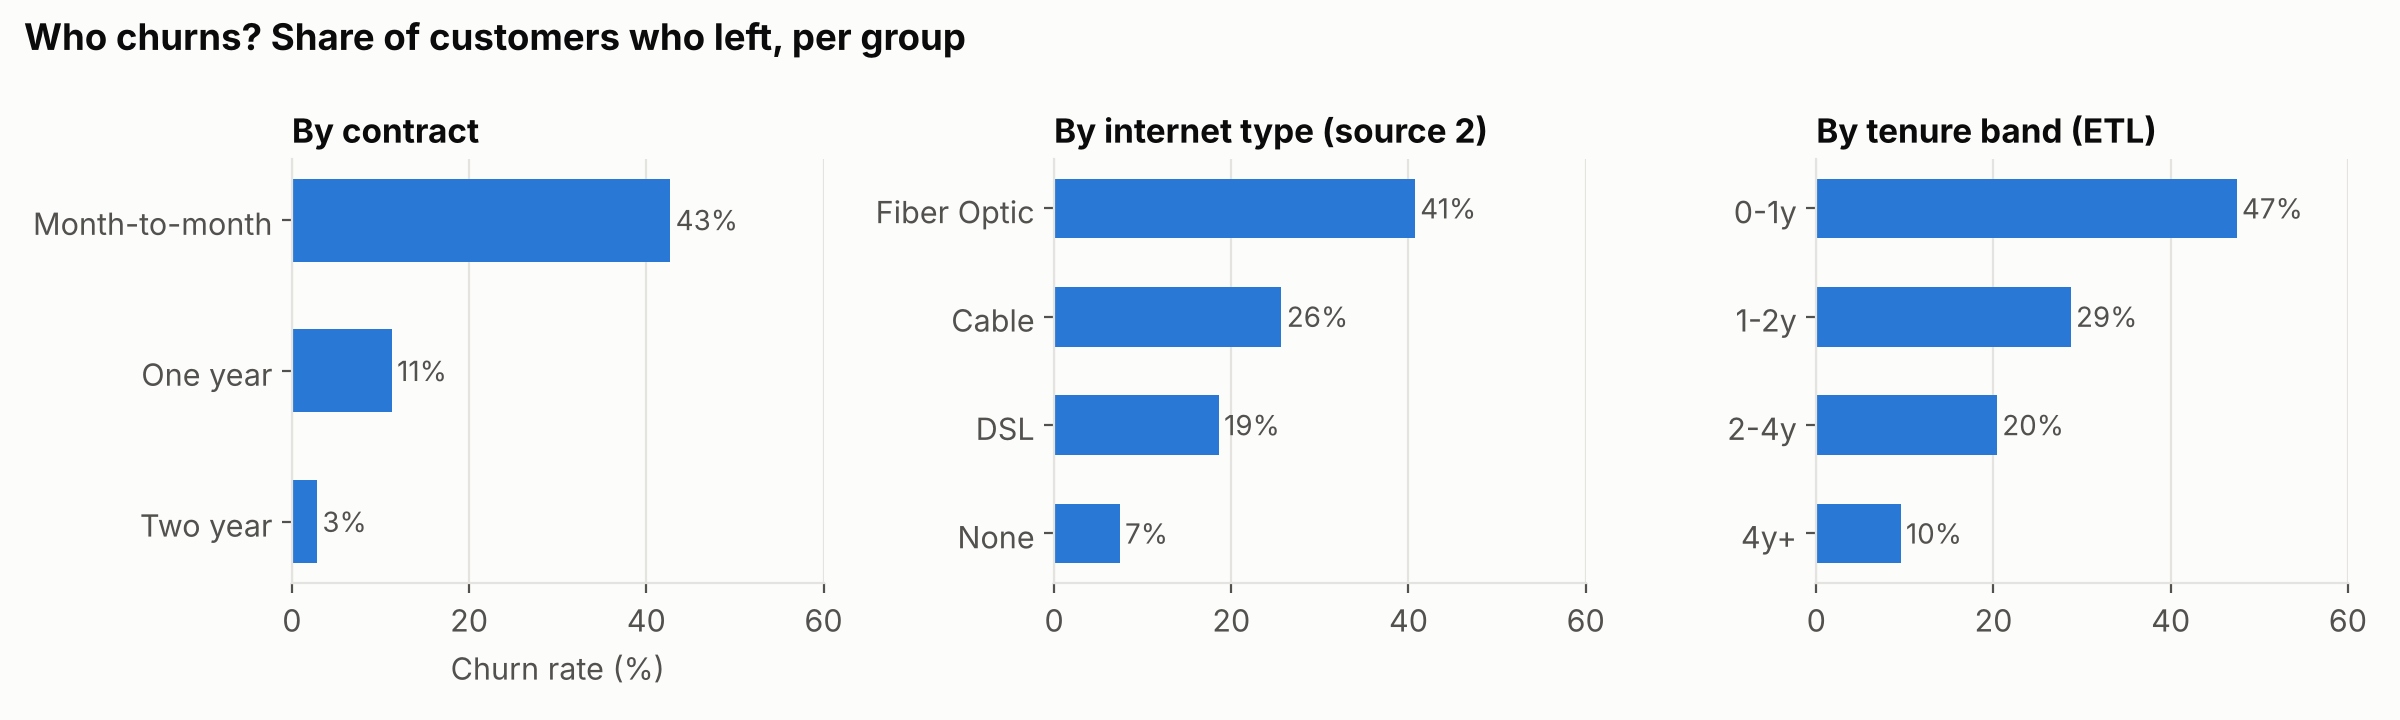 Who churns? Share of customers who left, per group
By contract
Month-to-month
43%
One year
11%
Two year
3%
0 20 40 60
Churn rate (%)
By internet type (source 2)
Fiber Optic
41%
Cable
26%
DSL
19%
None
7%
0 20 40 60
By tenure band (ETL)
0-1y
47%
1-2y
29%
2-4y
20%
4y+
10%
0 20 40 60